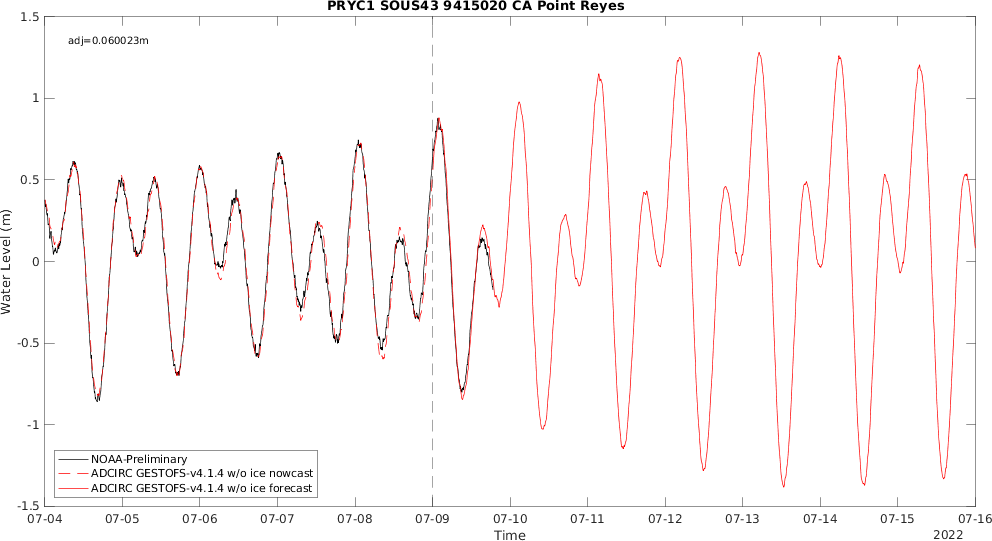 PRYC1 SOUS43 9415020 CA Point Reyes
adj=0.060023m
Water Level (m)
1.5
1
0.5
0
-0.5
-1
-1.5
NOAA-Preliminary
ADCIRC GESTOFS-v4.1.4 w/o ice nowcast
ADCIRC GESTOFS-v4.1.4 w/o ice forecast
07-04 07-05 07-06 07-07 07-08 07-09 07-10 07-11 07-12 07-13 07-14 07-15 07-16
Time
2022